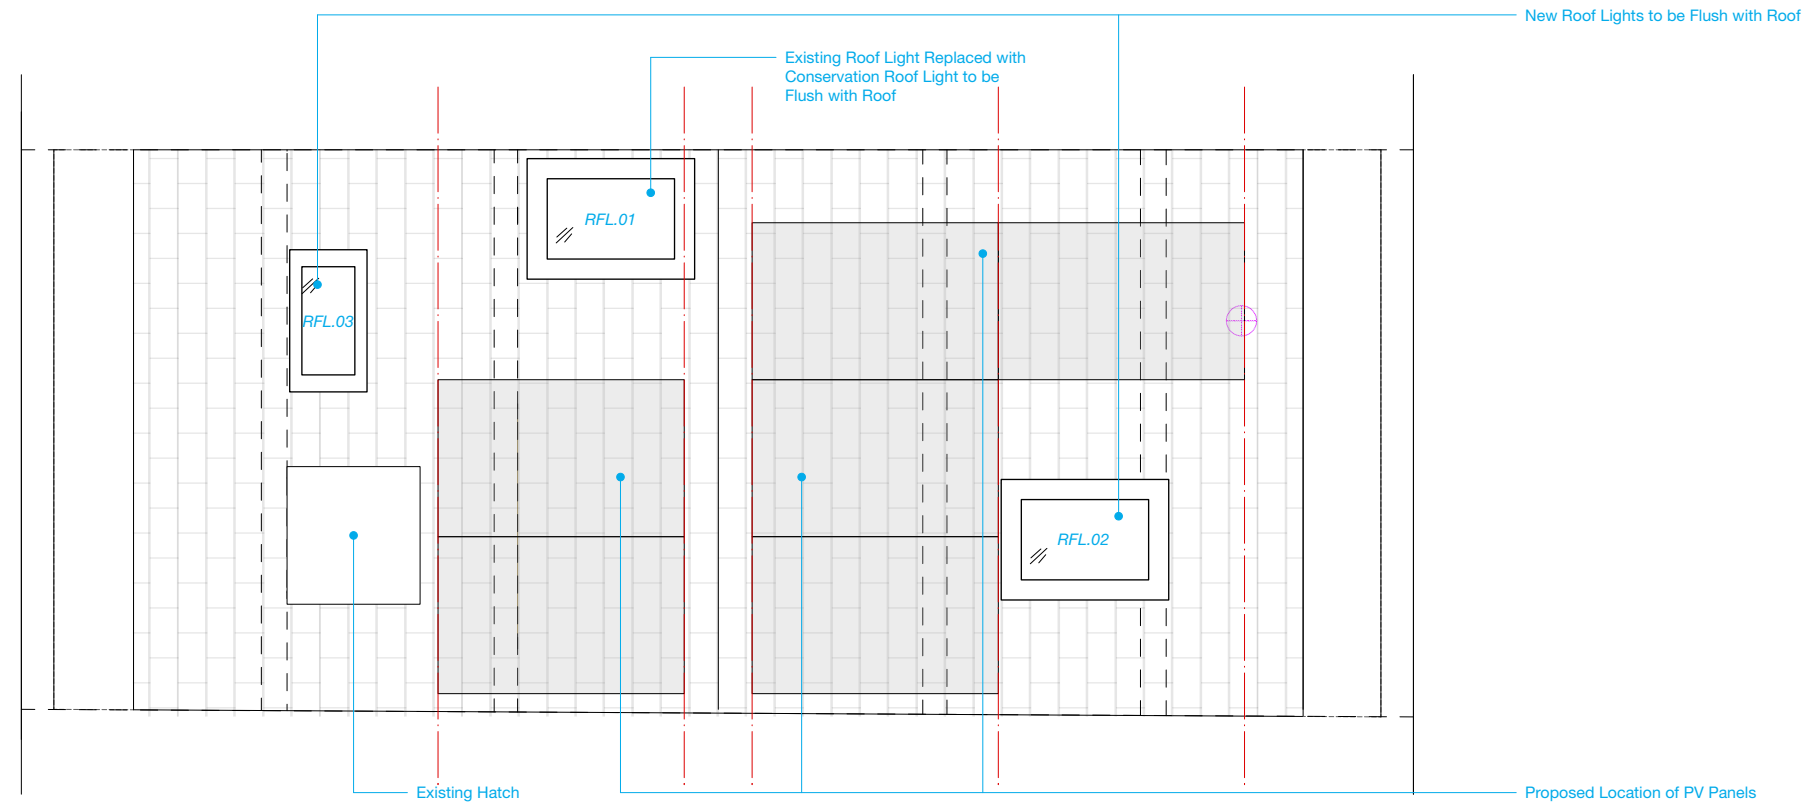 New Roof Lights to be Flush with Roof
Existing Roof Light Replaced with
Conservation Roof Light to be
Flush with Roof
RFL.01
RFL.03
RFL.02
Existing Hatch
Proposed Location of PV Panels